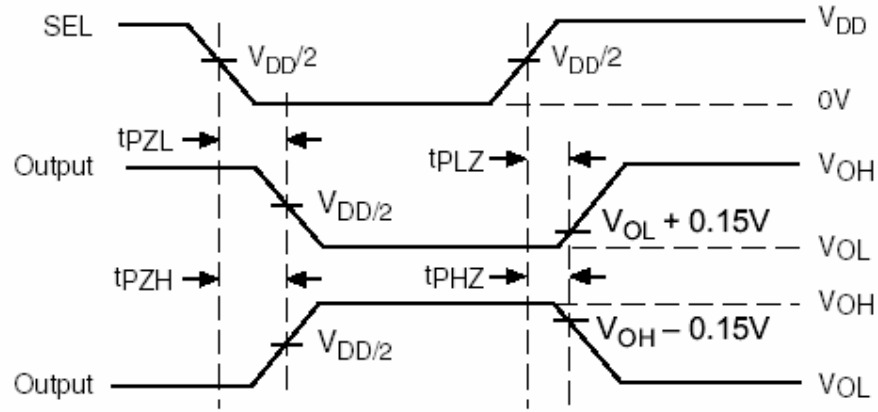 SEL
VDD/2
VDD/2
VDD
0V
tPZL
tPLZ
Output
VDD/2
VOH
VOL + 0.15V
VOL
tPZH
tPHZ
VOH
VOH – 0.15V
VDD/2
Output
VOL